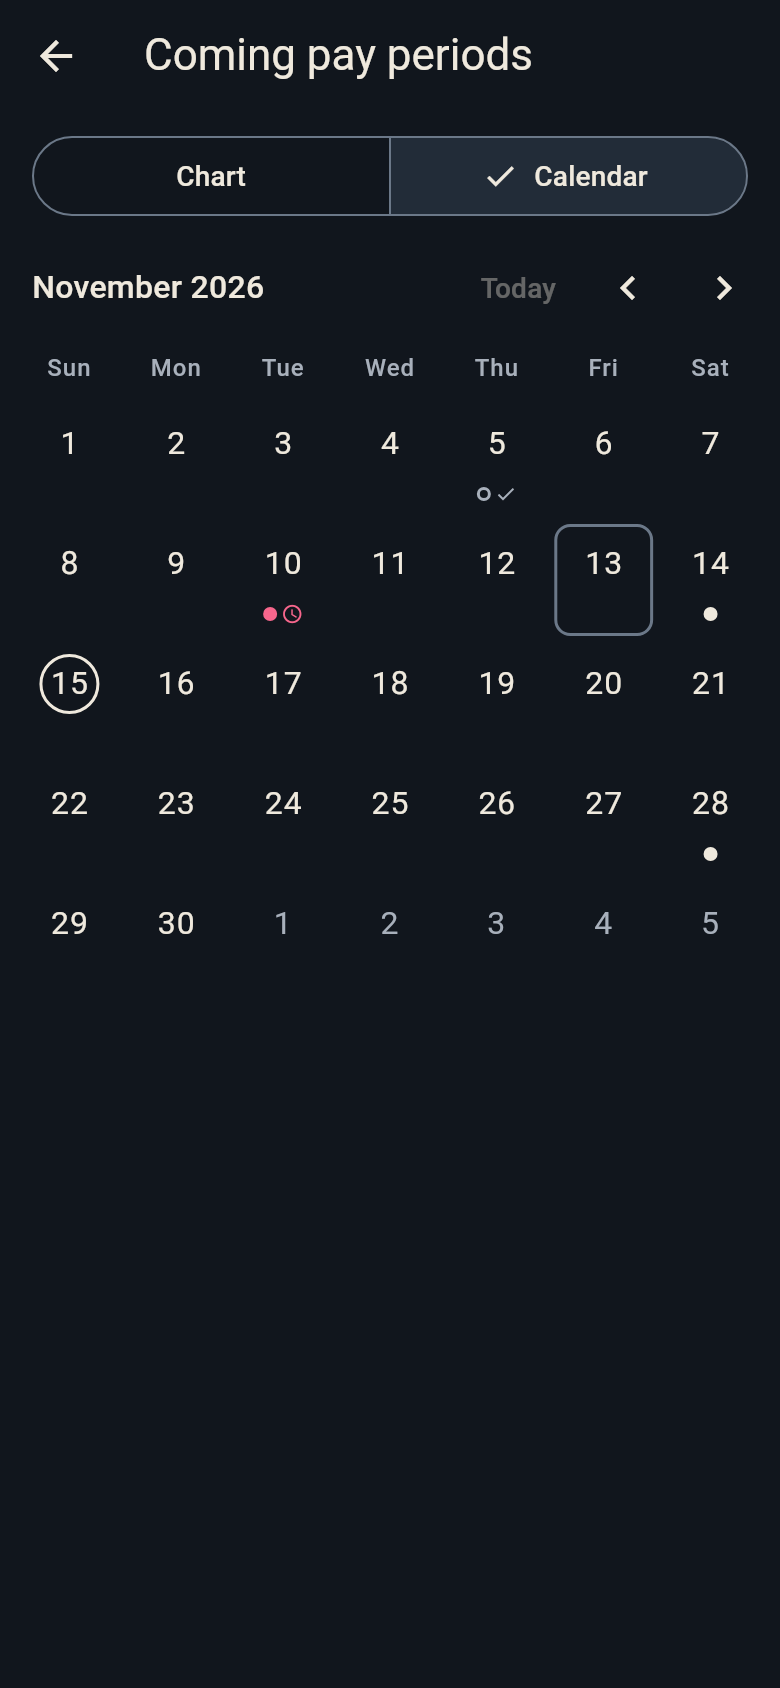 Coming pay periods
Chart Calendar
November 2026 Today
Sun Mon Tue Wed Thu Fri Sat
1 2 3 4 5 6 7
8 9 10 11 12 13 14
15 16 17 18 19 20 21
22 23 24 25 26 27 28
29 30 1 2 3 4 5